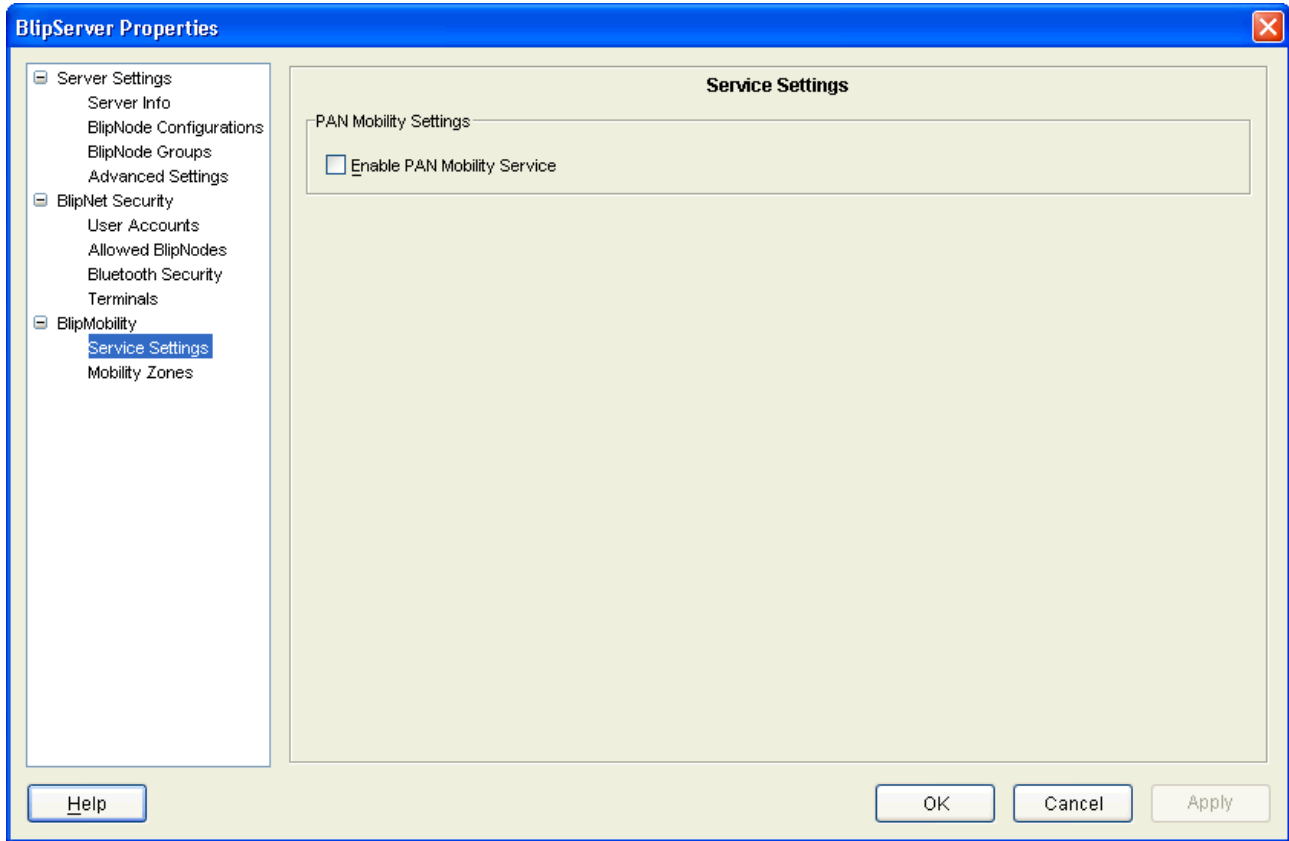 BlipServer Properties
Server Settings
Server Info
BlipNode Configurations
BlipNode Groups
Advanced Settings
BlipNet Security
User Accounts
Allowed BlipNodes
Bluetooth Security
Terminals
BlipMobility
Service Settings
Mobility Zones
Service Settings
PAN Mobility Settings
Enable PAN Mobility Service
Help
OK
Cancel
Apply